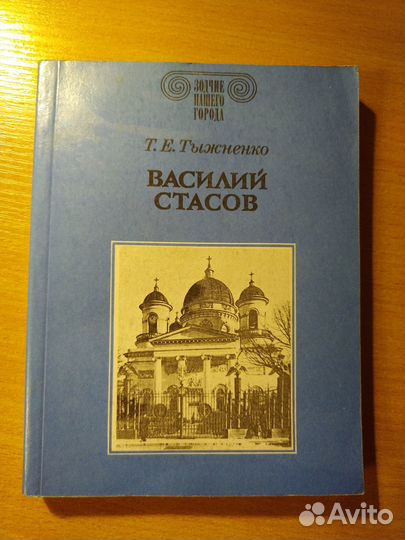 ЗОДЧИЕ
НАШЕГО
ГОРОДА
Т. Е. Тыжненко
ВАСИЛИЙ
СТАСОВ
Avito